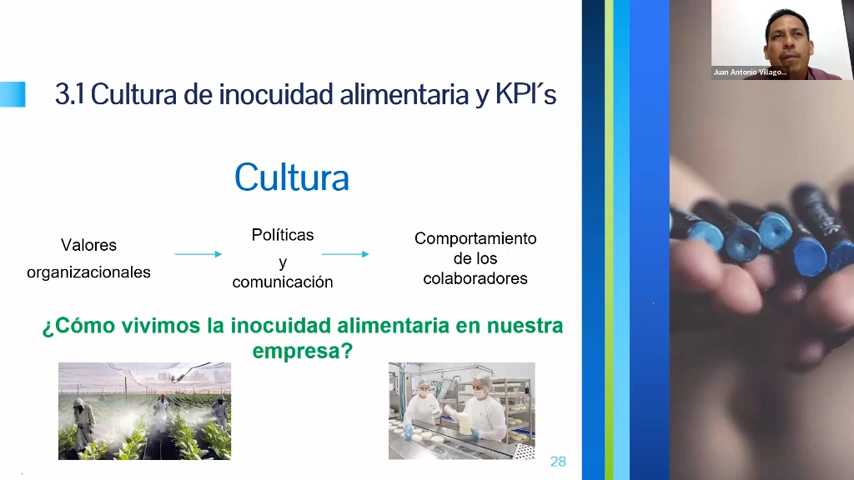 3.1 Cultura de inocuidad alimentaria y KPI´s
Cultura
Valores
organizacionales
Políticas
y
comunicación
Comportamiento
de los
colaboradores
¿Cómo vivimos la inocuidad alimentaria en nuestra
empresa?
28
Juan Antonio Villago...